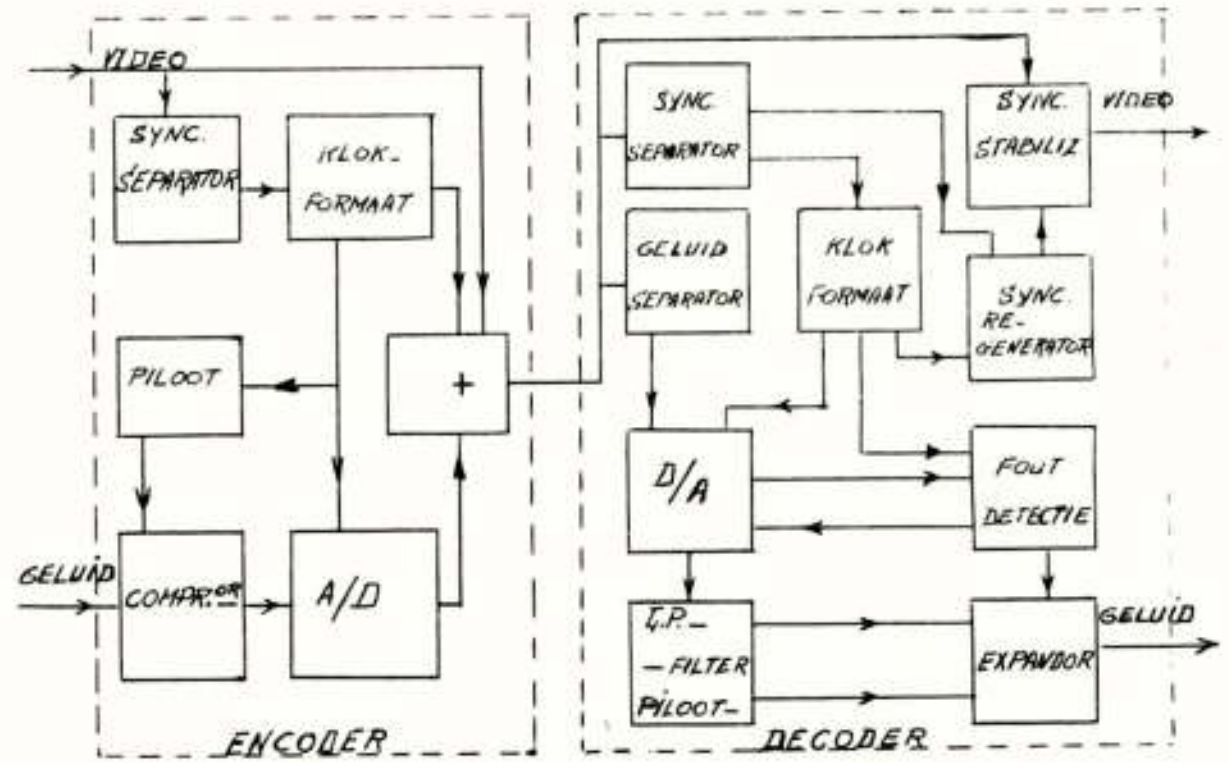 VIDEO
SYNC.
SEPARATOR
KLOK-
FORMAAT
PILOOT
+
GELUID
COMPR.OR
A/D
ENCODER
SYNC.
SEPARATOR
SYNC.
STABILIZ
VIDEO
GELUID
SEPARATOR
KLOK
FORMAAT
SYNC.
RE-
GENERATOR
D/A
FOUT
DETECTIE
L.P.-
-FILTER
PILOOT-
EXPANDOR
GELUID
DECODER